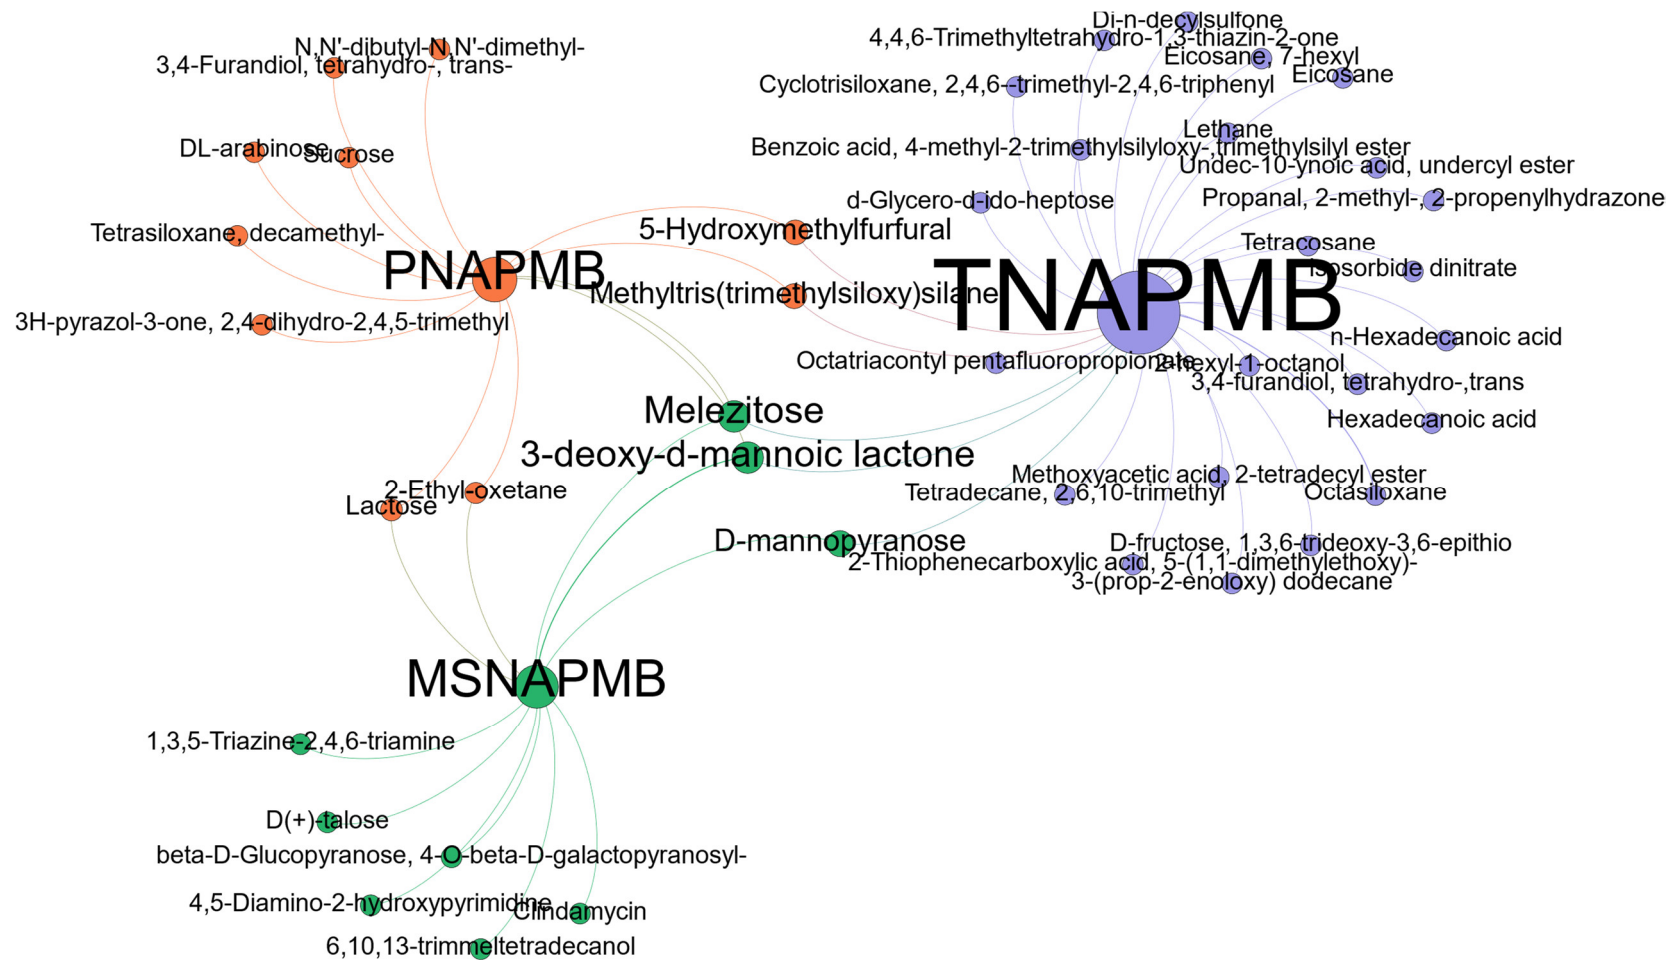 Di-n-decylsulfone
4,4,6-Trimethyltetrahydro-1,3-thiazin-2-one
N,N'-dibutyl-N,N'-dimethyl-
Eicosane, 7-hexyl
3,4-Furandiol, tetrahydro-, trans-
Eicosane
Cyclotrisiloxane, 2,4,6--trimethyl-2,4,6-triphenyl
Lethane
DL-arabinose
Sucrose
Benzoic acid, 4-methyl-2-trimethylsilyloxy-,trimethylsilyl ester
Undec-10-ynoic acid, undercyl ester
Propanal, 2-methyl-, 2-propenylhydrazone
d-Glycero-d-ido-heptose
Tetrasiloxane, decamethyl-
5-Hydroxymethylfurfural
Tetracosane
Isosorbide dinitrate
PNAPMB
TNAPMB
Methyltris(trimethylsiloxy)silane
3H-pyrazol-3-one, 2,4-dihydro-2,4,5-trimethyl
n-Hexadecanoic acid
Octatriacontyl pentafluoropropionate
2-hexyl-1-octanol
3,4-furandiol, tetrahydro-,trans
Melezitose
Hexadecanoic acid
3-deoxy-d-mannoic lactone
Methoxyacetic acid, 2-tetradecyl ester
2-Ethyl-oxetane
Tetradecane, 2,6,10-trimethyl
Octasiloxane
Lactose
D-mannopyranose
D-fructose, 1,3,6-trideoxy-3,6-epithio
2-Thiophenecarboxylic acid, 5-(1,1-dimethylethoxy)-
3-(prop-2-enoloxy) dodecane
MSNAPMB
1,3,5-Triazine-2,4,6-triamine
D(+)-talose
beta-D-Glucopyranose, 4-O-beta-D-galactopyranosyl-
4,5-Diamino-2-hydroxypyrimidine
Clindamycin
6,10,13-trimmeltetradecanol